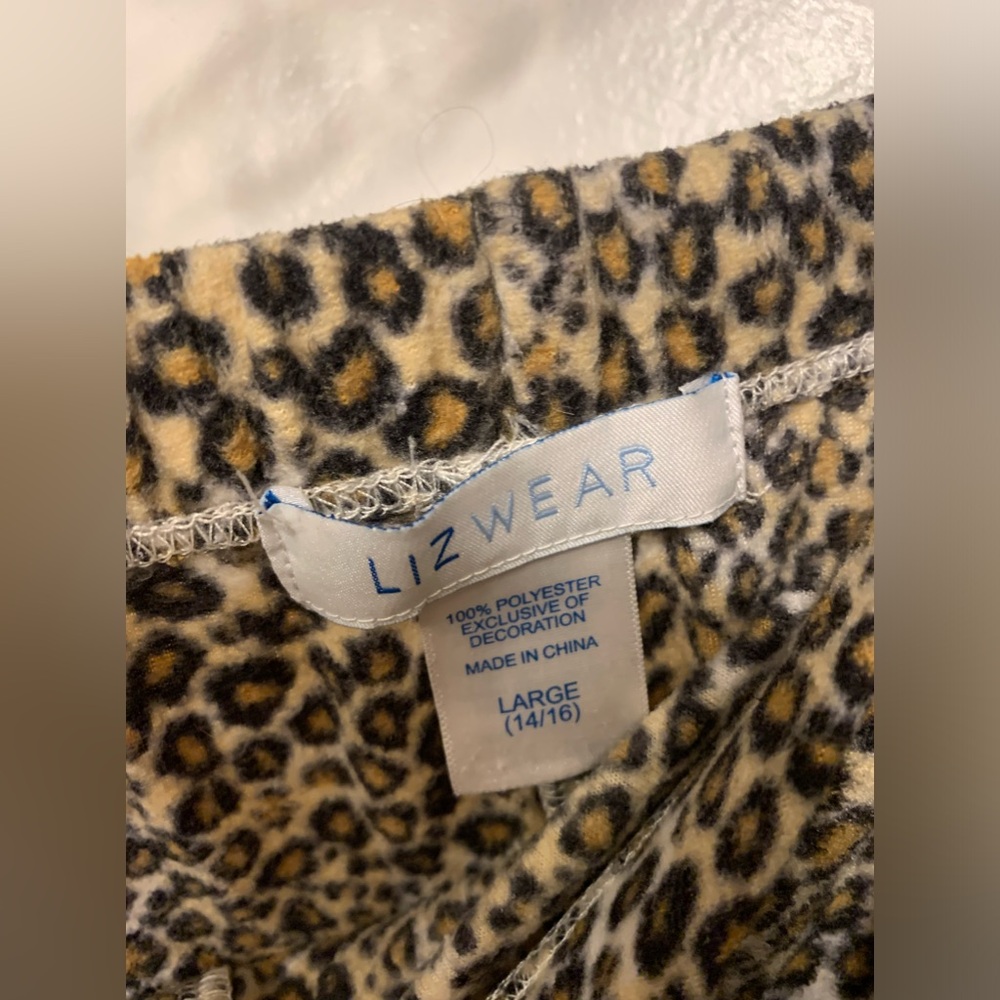 LIZWEAR
100% POLYESTER
EXCLUSIVE OF
DECORATION
MADE IN CHINA
LARGE
(14/16)